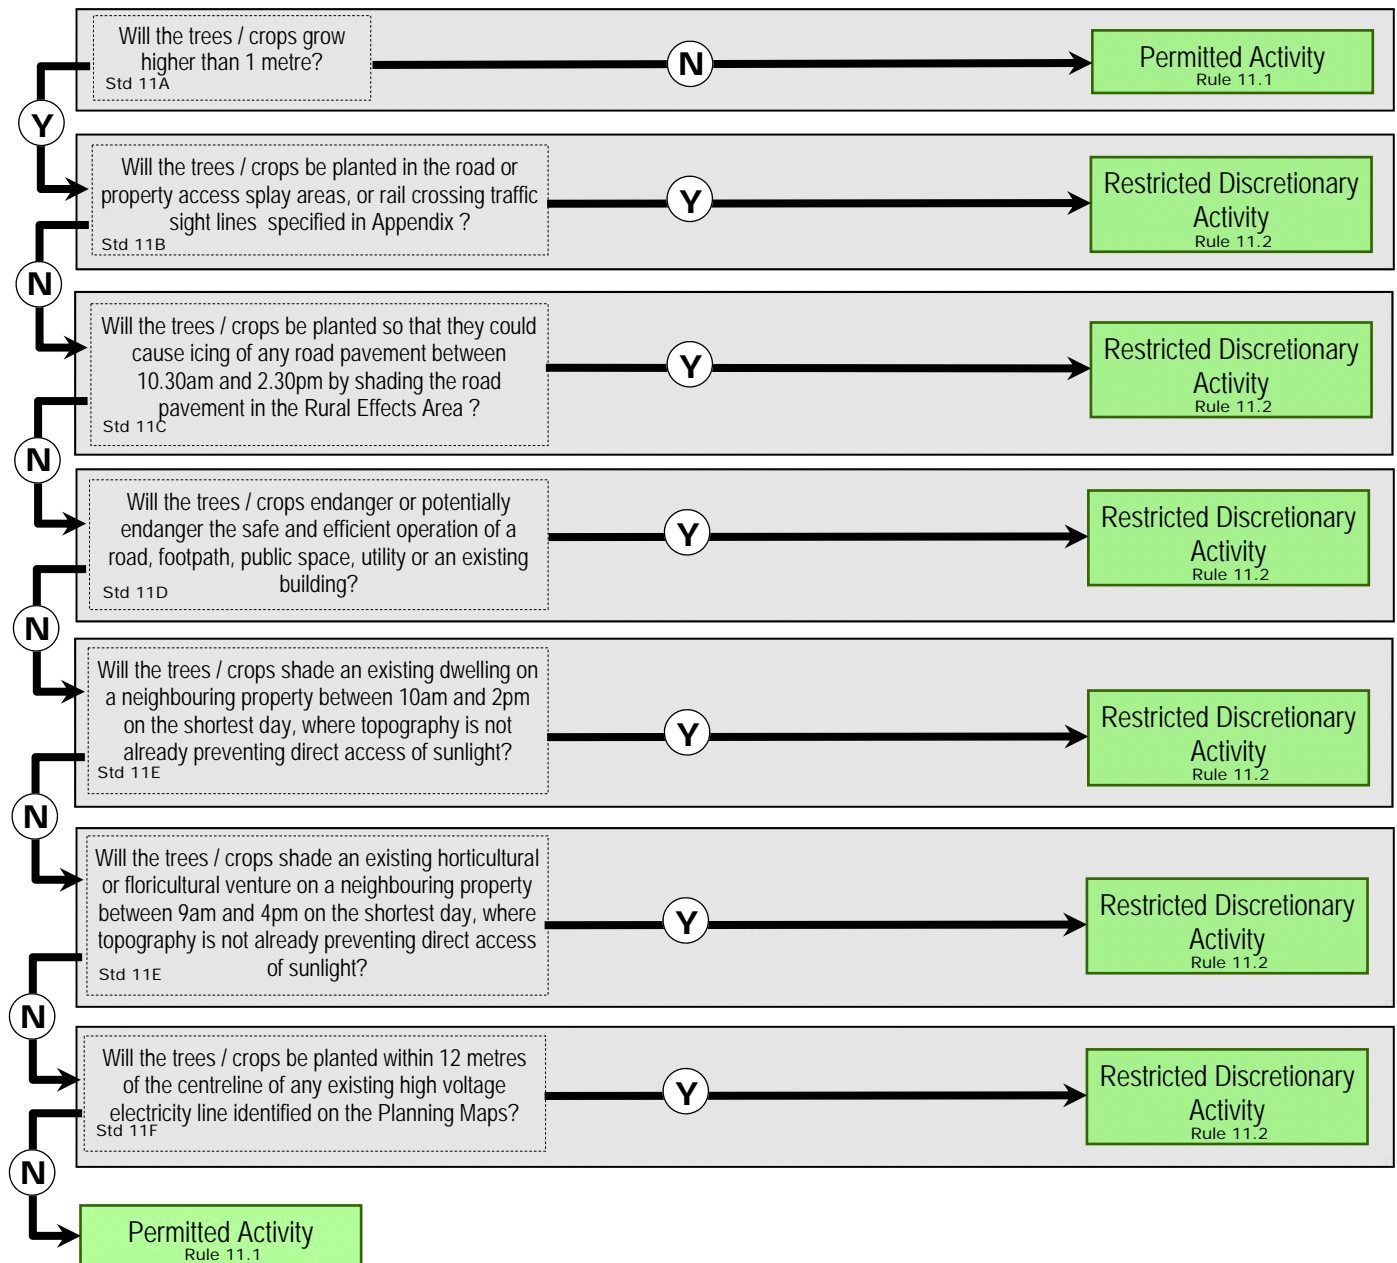 Will the trees / crops grow
higher than 1 metre?
Std 11A
N
Permitted Activity
Rule 11.1
Y
Will the trees / crops be planted in the road or
property access splay areas, or rail crossing traffic
sight lines specified in Appendix ?
Std 11B
Y
Restricted Discretionary
Activity
Rule 11.2
N
Will the trees / crops be planted so that they could
cause icing of any road pavement between
10.30am and 2.30pm by shading the road
pavement in the Rural Effects Area ?
Std 11C
Y
Restricted Discretionary
Activity
Rule 11.2
N
Will the trees / crops endanger or potentially
endanger the safe and efficient operation of a
road, footpath, public space, utility or an existing
building?
Std 11D
Y
Restricted Discretionary
Activity
Rule 11.2
N
Will the trees / crops shade an existing dwelling on
a neighbouring property between 10am and 2pm
on the shortest day, where topography is not
already preventing direct access of sunlight?
Std 11E
Y
Restricted Discretionary
Activity
Rule 11.2
N
Will the trees / crops shade an existing horticultural
or floricultural venture on a neighbouring property
between 9am and 4pm on the shortest day, where
topography is not already preventing direct access
of sunlight?
Std 11E
Y
Restricted Discretionary
Activity
Rule 11.2
N
Will the trees / crops be planted within 12 metres
of the centreline of any existing high voltage
electricity line identified on the Planning Maps?
Std 11F
Y
Restricted Discretionary
Activity
Rule 11.2
N
Permitted Activity
Rule 11.1